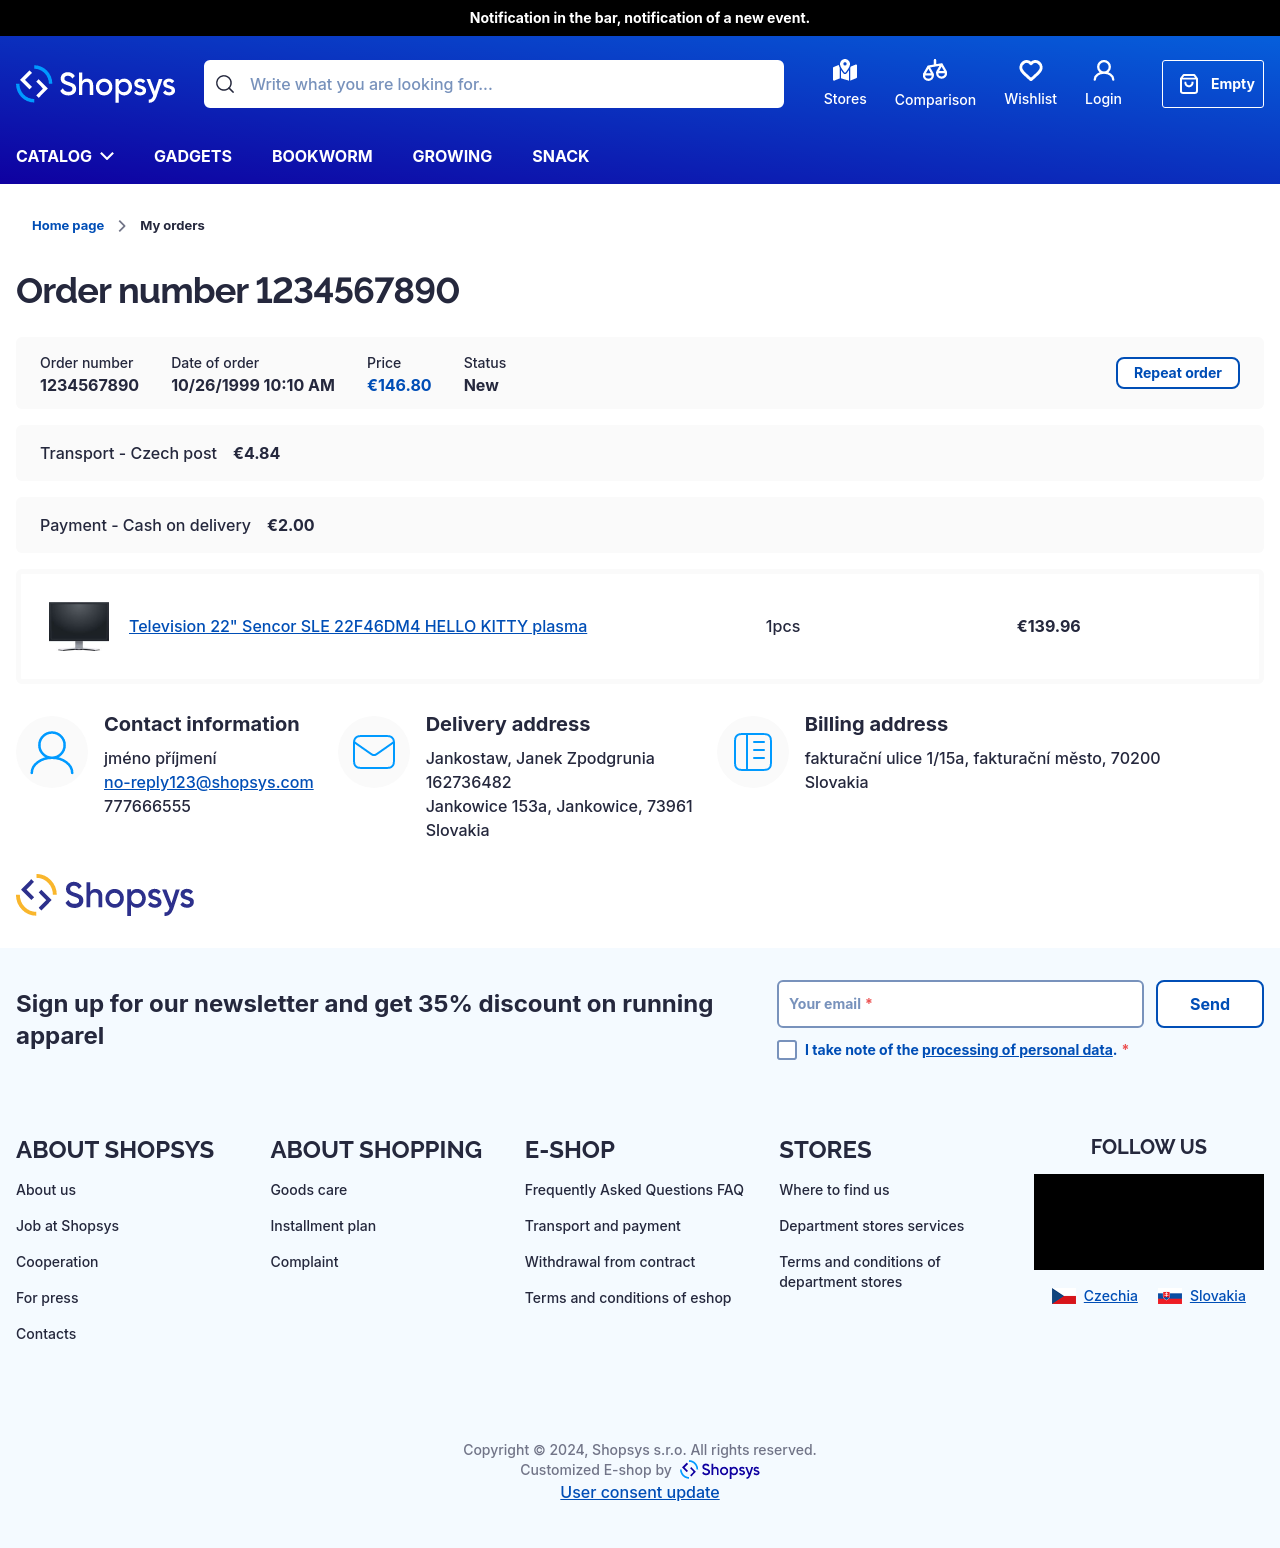 Notification in the bar, notification of a new event.
Shopsys
Write what you are looking for...
Stores
Comparison
Wishlist
Login
Empty
CATALOG
GADGETS
BOOKWORM
GROWING
SNACK
Home page
My orders
Order number 1234567890
Order number
Date of order
Price
Status
1234567890
10/26/1999 10:10 AM
€146.80
New
Repeat order
Transport - Czech post €4.84
Payment - Cash on delivery €2.00
Television 22" Sencor SLE 22F46DM4 HELLO KITTY plasma
1pcs
€139.96
Contact information
jméno příjmení
no-reply123@shopsys.com
777666555
Delivery address
Jankostaw, Janek Zpodgrunia
162736482
Jankowice 153a, Jankowice, 73961
Slovakia
Billing address
fakturační ulice 1/15a, fakturační město, 70200
Slovakia
Shopsys
Sign up for our newsletter and get 35% discount on running
apparel
Your email *
Send
I take note of the processing of personal data. *
ABOUT SHOPSYS
About us
Job at Shopsys
Cooperation
For press
Contacts
ABOUT SHOPPING
Goods care
Installment plan
Complaint
E-SHOP
Frequently Asked Questions FAQ
Transport and payment
Withdrawal from contract
Terms and conditions of eshop
STORES
Where to find us
Department stores services
Terms and conditions of
department stores
FOLLOW US
Czechia
Slovakia
Copyright © 2024, Shopsys s.r.o. All rights reserved.
Customized E-shop by Shopsys
User consent update